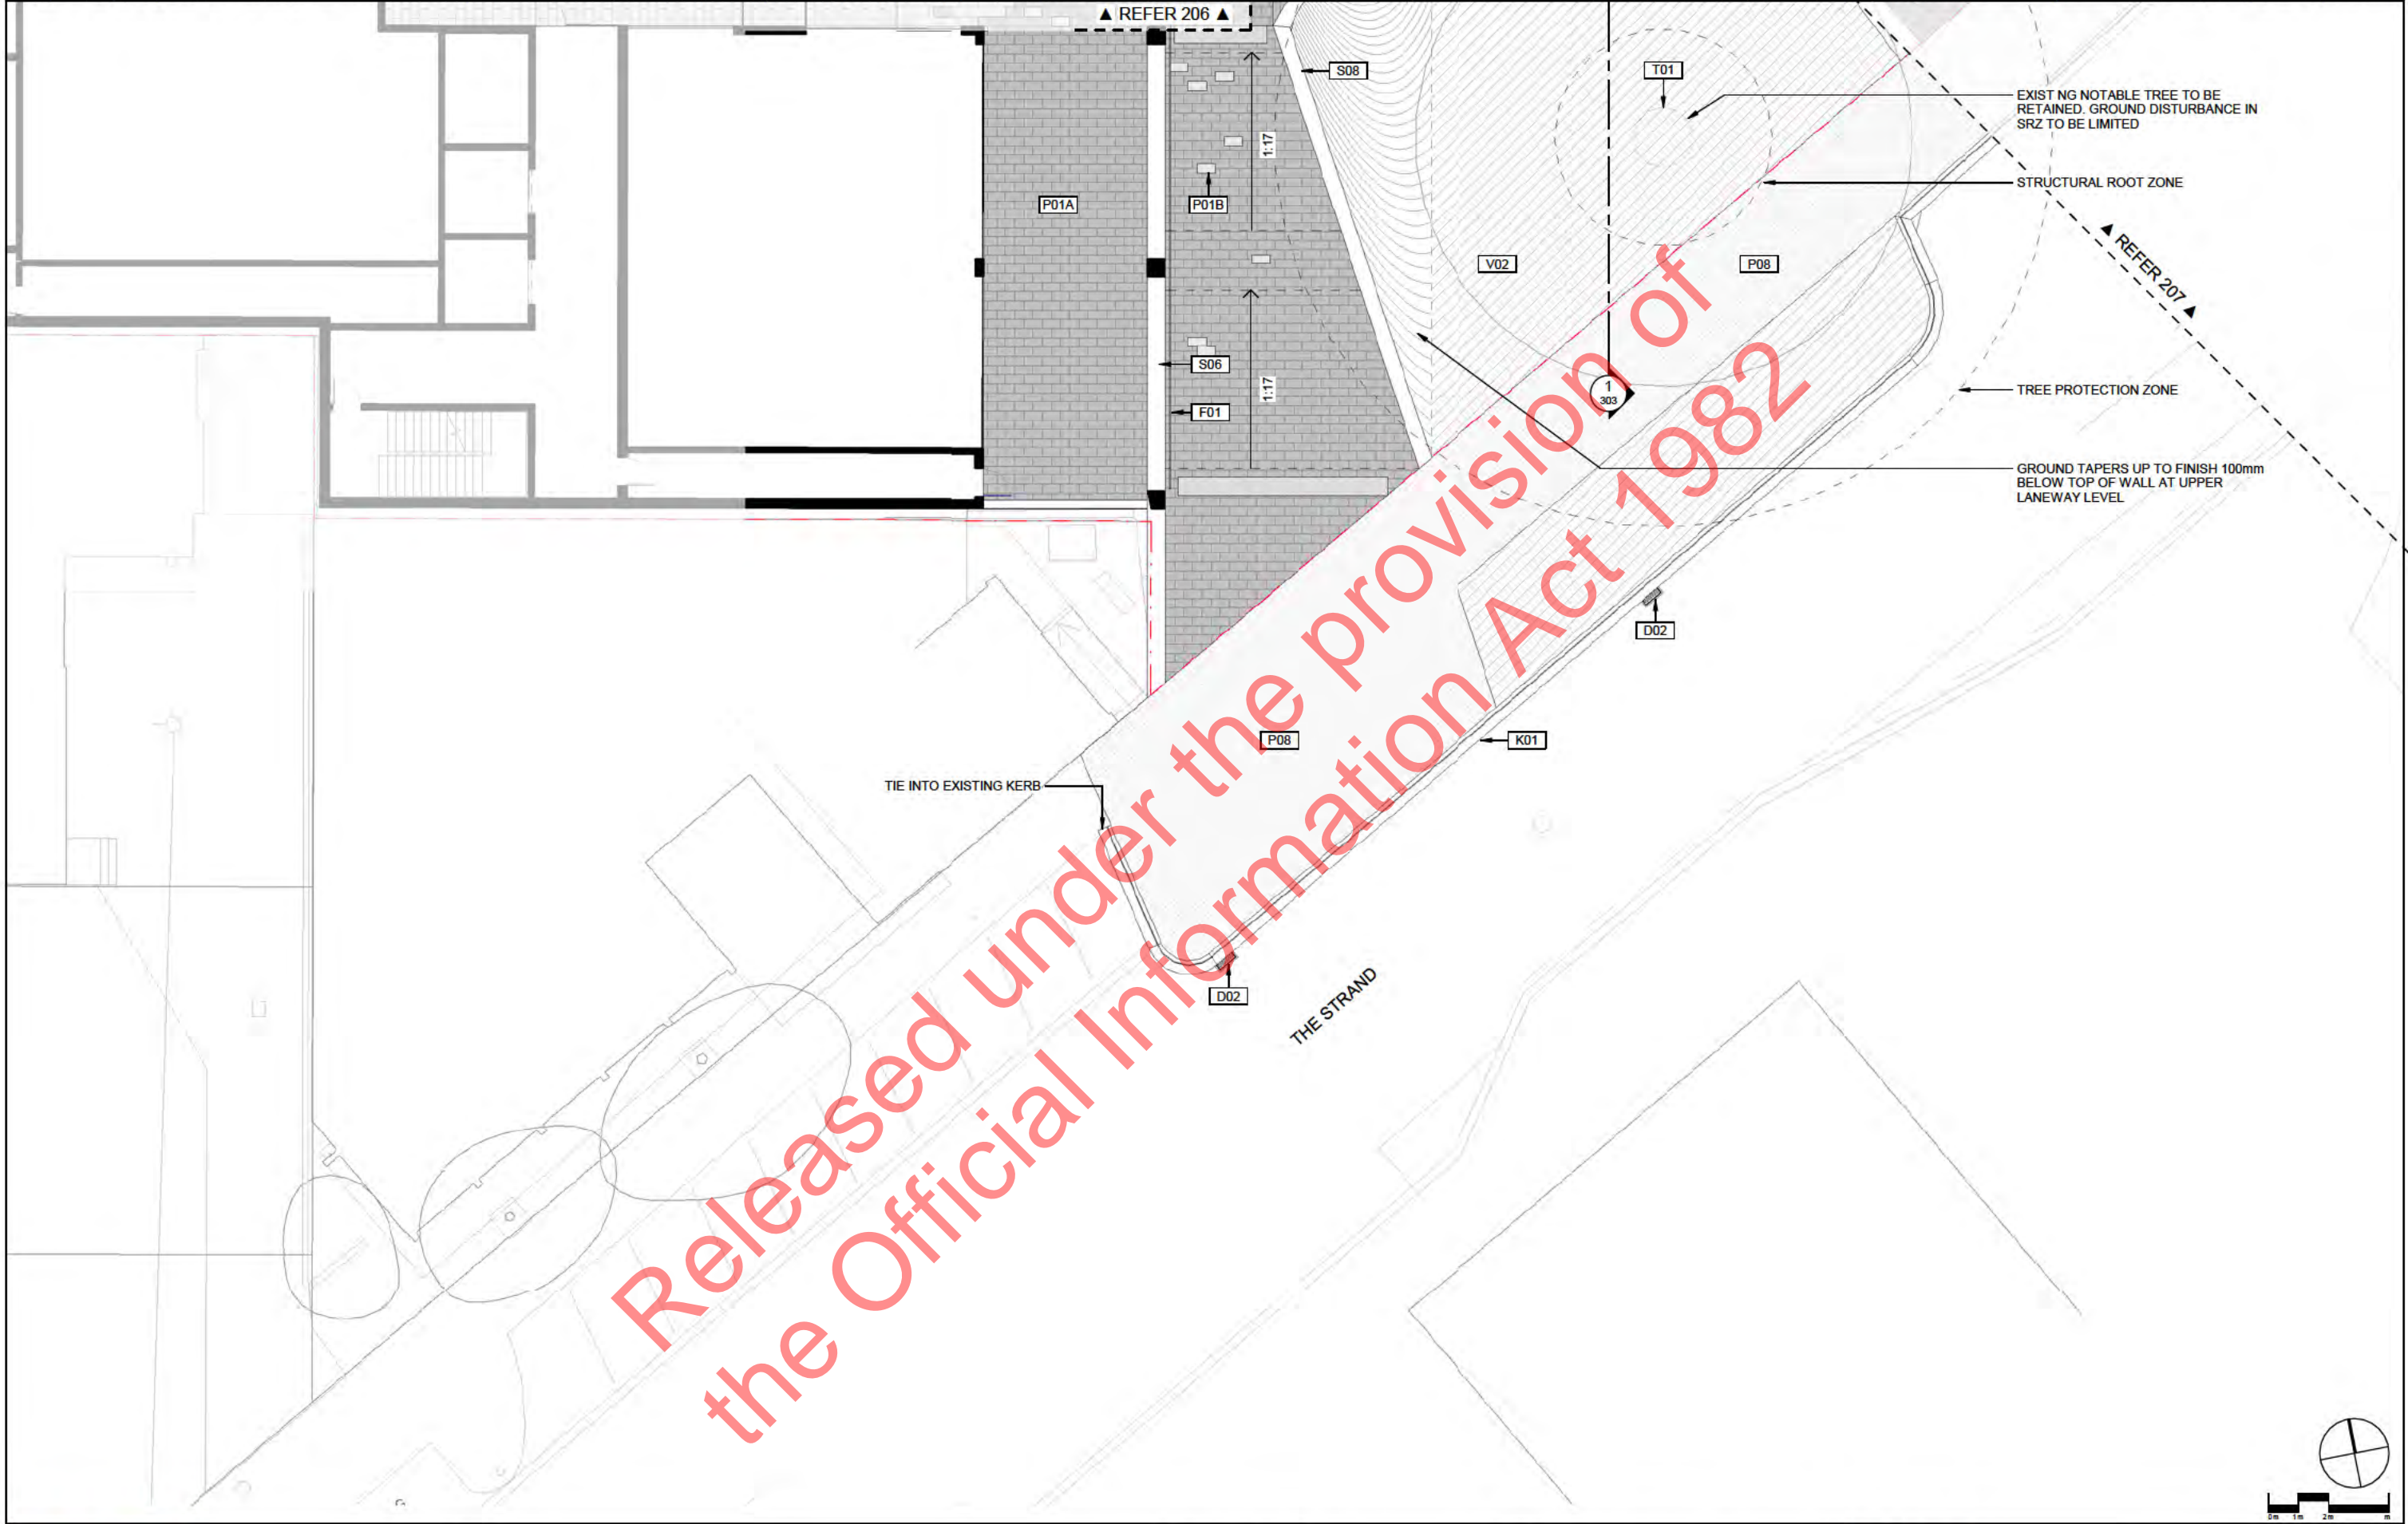 ▲ REFER 206 ▲
S08
T01
EXIST NG NOTABLE TREE TO BE
RETAINED. GROUND DISTURBANCE IN
SRZ TO BE LIMITED
1:17
STRUCTURAL ROOT ZONE
P01A
P01B
◀ REFER 207 ◀
V02
P08
S06
1:17
1
303
TREE PROTECTION ZONE
F01
GROUND TAPERS UP TO FINISH 100mm
BELOW TOP OF WALL AT UPPER
LANEWAY LEVEL
D02
P08
K01
TIE INTO EXISTING KERB
D02
THE STRAND
Released under the provision of
the Official Information Act 1982
0m 1m 2m m